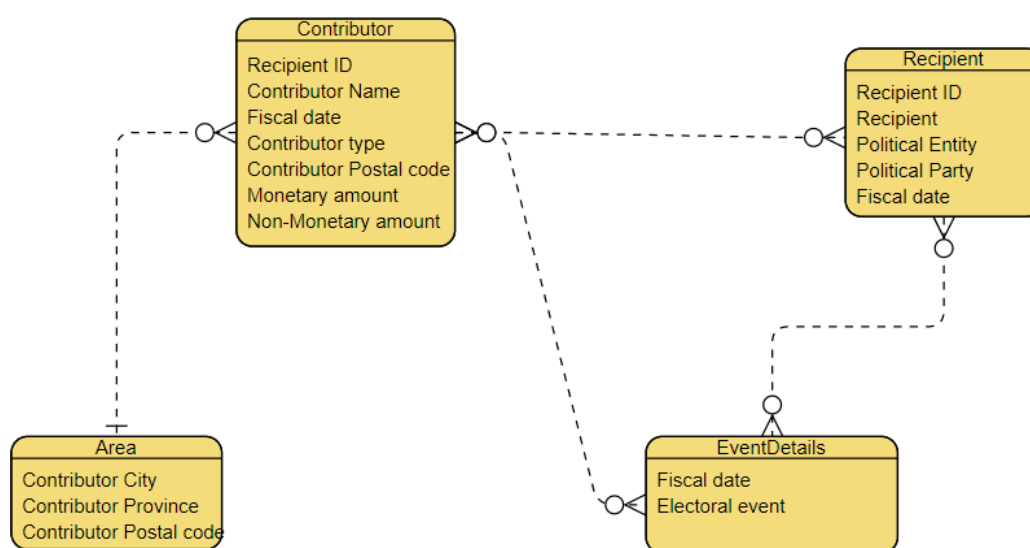 Contributor
Recipient ID
Contributor Name
Fiscal date
Contributor type
Contributor Postal code
Monetary amount
Non-Monetary amount
Recipient
Recipient ID
Recipient
Political Entity
Political Party
Fiscal date
Area
Contributor City
Contributor Province
Contributor Postal code
EventDetails
Fiscal date
Electoral event